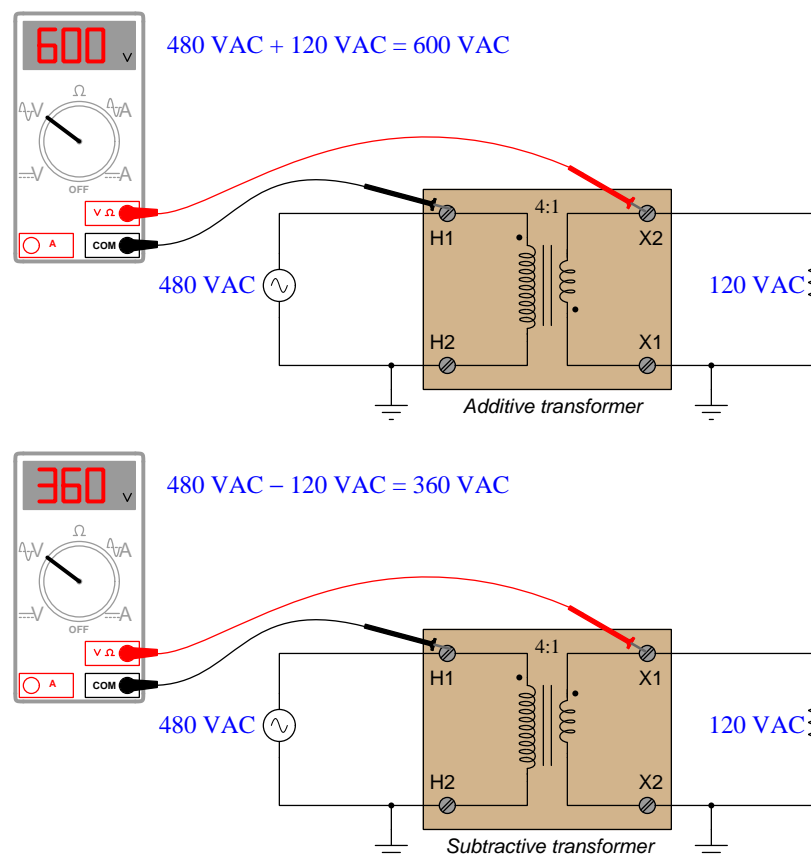 600 V
480 VAC + 120 VAC = 600 VAC
Ω
V A
V A
OFF
V Ω
A COM
4:1
H1 X2
480 VAC 120 VAC
H2 X1
Additive transformer
360 V
480 VAC − 120 VAC = 360 VAC
Ω
V A
V A
OFF
V Ω
A COM
4:1
H1 X1
480 VAC 120 VAC
H2 X2
Subtractive transformer